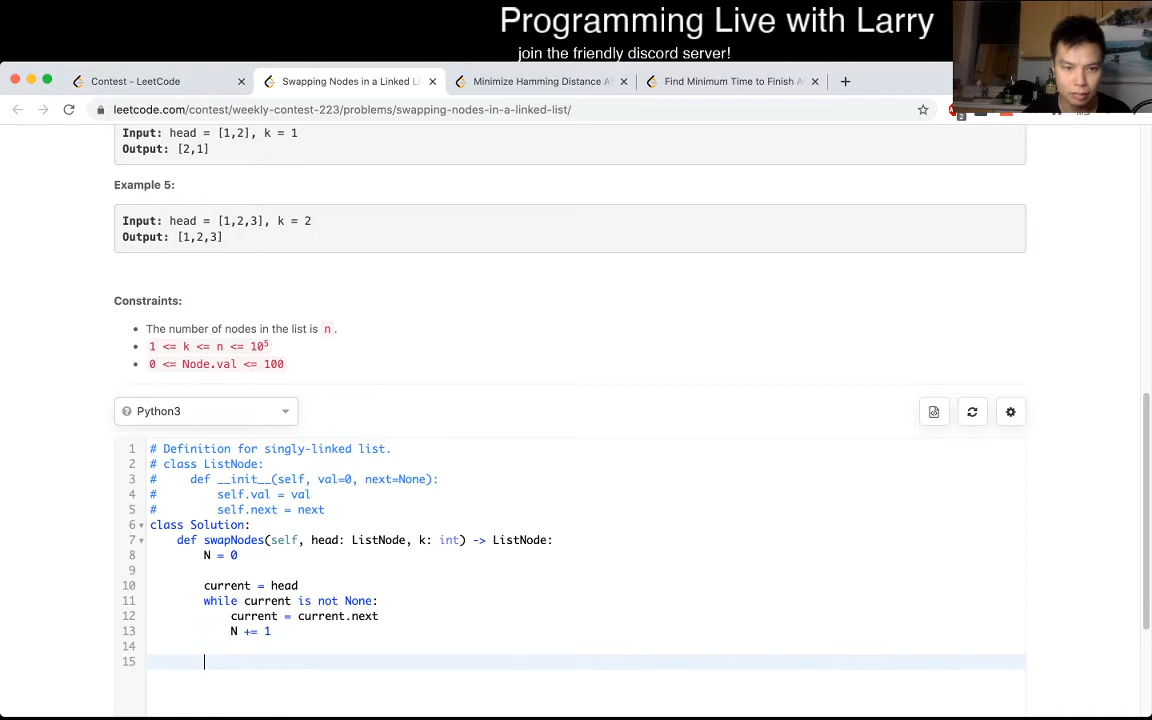 Programming Live with Larry
join the friendly discord server!
Contest - LeetCode
Swapping Nodes in a Linked Li
Minimize Hamming Distance A
Find Minimum Time to Finish A
leetcode.com/contest/weekly-contest-223/problems/swapping-nodes-in-a-linked-list/
2
Input: head = [1,2], k = 1
Output: [2,1]
Example 5:
Input: head = [1,2,3], k = 2
Output: [1,2,3]
Constraints:
The number of nodes in the list is n.
1 <= k <= n <= 10⁵
0 <= Node.val <= 100
Python3
1 # Definition for singly-linked list.
2 # class ListNode:
3 #     def __init__(self, val=0, next=None):
4 #         self.val = val
5 #         self.next = next
6 class Solution:
7     def swapNodes(self, head: ListNode, k: int) -> ListNode:
8         N = 0
9
10         current = head
11         while current is not None:
12             current = current.next
13             N += 1
14
15